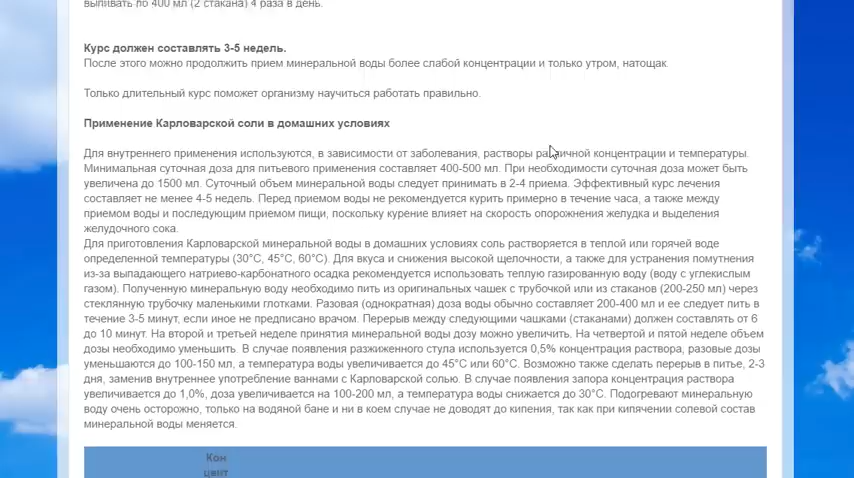 выпивать по 400 мл (2 стакана) 4 раза в день.
Курс должен составлять 3-5 недель.
После этого можно продолжить прием минеральной воды более слабой концентрации и только утром, натощак.
Только длительный курс поможет организму научиться работать правильно.
Применение Карловарской соли в домашних условиях
Для внутреннего применения используются, в зависимости от заболевания, растворы различной концентрации и температуры.
Минимальная суточная доза для питьевого применения составляет 400-500 мл. При необходимости суточная доза может быть
увеличена до 1500 мл. Суточный объем минеральной воды следует принимать в 2-4 приема. Эффективный курс лечения
составляет не менее 4-5 недель. Перед приемом воды не рекомендуется курить примерно в течение часа, а также между
приемом воды и последующим приемом пищи, поскольку курение влияет на скорость опорожнения желудка и выделения
желудочного сока.
Для приготовления Карловарской минеральной воды в домашних условиях соль растворяется в теплой или горячей воде
определенной температуры (30°C, 45°C, 60°C). Для вкуса и снижения высокой щелочности, а также для устранения помутнения
из-за выпадающего натриево-карбонатного осадка рекомендуется использовать теплую газированную воду (воду с углекислым
газом). Полученную минеральную воду необходимо пить из оригинальных чашек с трубочкой или из стаканов (200-250 мл) через
стеклянную трубочку маленькими глотками. Разовая (однократная) доза воды обычно составляет 200-400 мл и ее следует пить в
течение 3-5 минут, если иное не предписано врачом. Перерыв между следующими чашками (стаканами) должен составлять от 6
до 10 минут. На второй и третьей неделе принятия минеральной воды дозу можно увеличить. На четвертой и пятой неделе объем
дозы необходимо уменьшить. В случае появления разжиженного стула используется 0,5% концентрация раствора, разовые дозы
уменьшаются до 100-150 мл, а температура воды увеличивается до 45°C или 60°C. Возможно также сделать перерыв в питье, 2-3
дня, заменив внутреннее употребление ваннами с Карловарской солью. В случае появления запора концентрация раствора
увеличивается до 1,0%, доза увеличивается на 100-200 мл, а температура воды снижается до 30°C. Подогревают минеральную
воду очень осторожно, только на водяной бане и ни в коем случае не доводят до кипения, так как при кипячении солевой состав
минеральной воды меняется.
Кон
цент